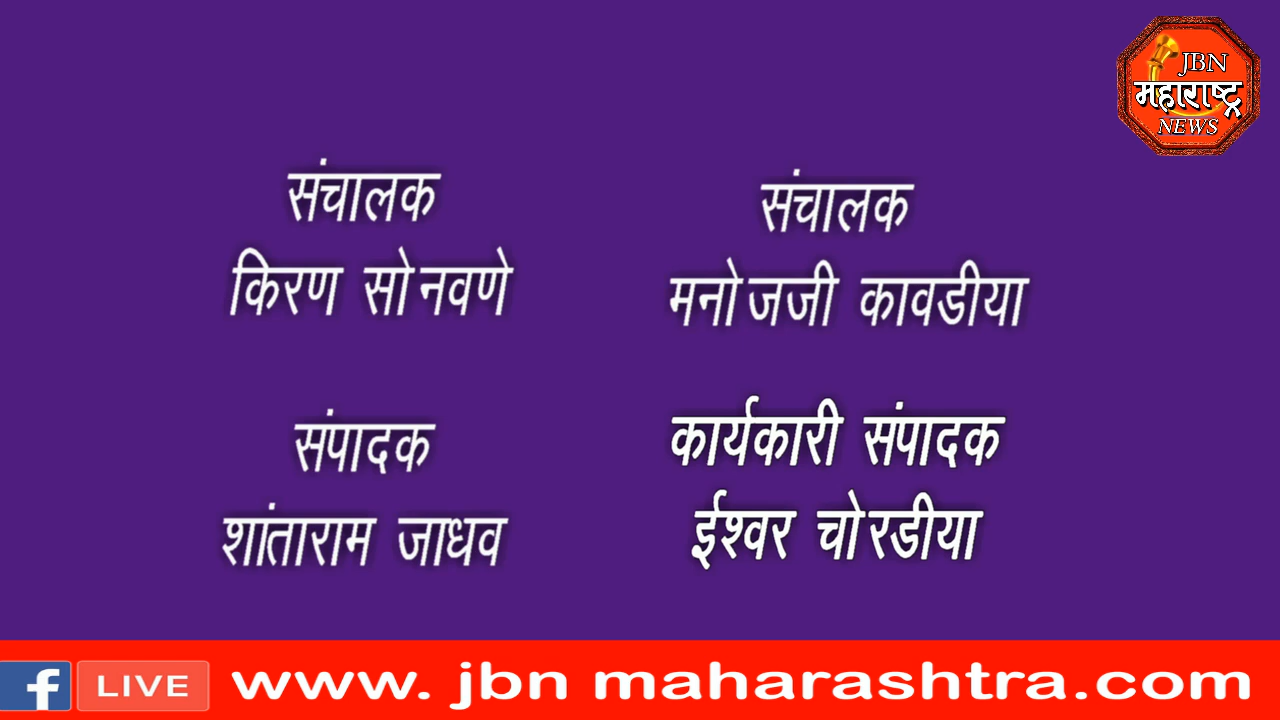 JBN
महाराष्ट्र
NEWS
संचालक
किरण सोनवणे
संचालक
मनोजजी कावडीया
संपादक
शांताराम जाधव
कार्यकारी संपादक
ईश्वर चोरडीया
f LIVE www. jbn maharashtra.com